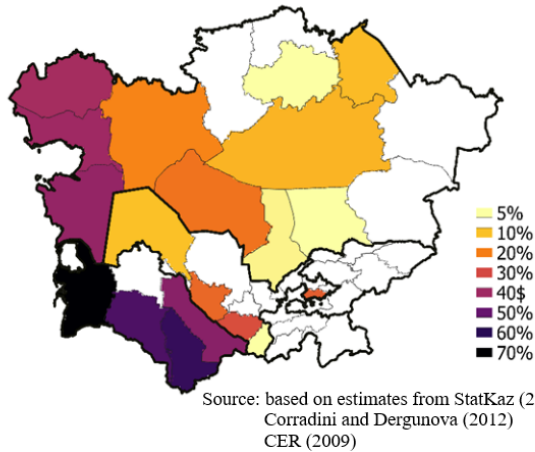 5%
10%
20%
30%
40$
50%
60%
70%
Source: based on estimates from StatKaz (2
Corradini and Dergunova (2012)
CER (2009)